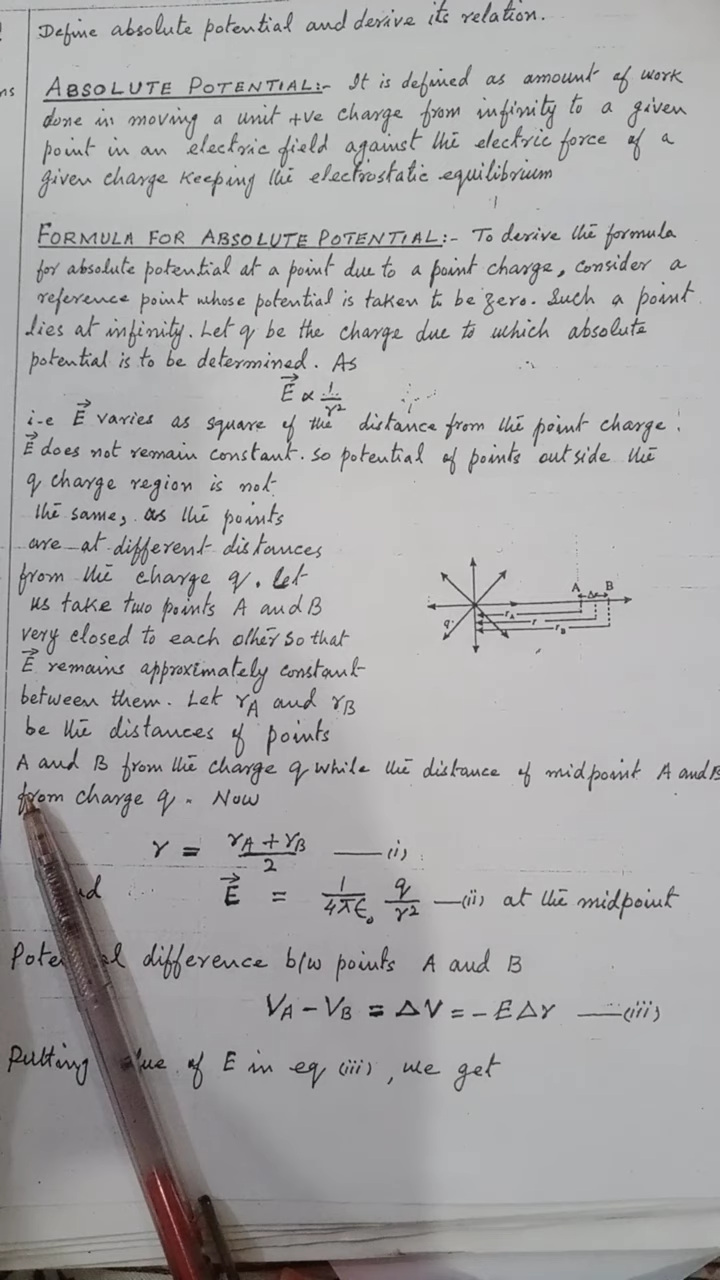 ns
Define absolute potential and derive its relation.
ABSOLUTE POTENTIAL:- It is defined as amount of work
done in moving a unit +ve charge from infinity to a given
point in an electric field against the electric force of a
given charge keeping the electrostatic equilibrium
FORMULA FOR ABSOLUTE POTENTIAL:- To derive the formula
for absolute potential at a point due to a point charge, consider a
reference point whose potential is taken to be zero. Such a point
lies at infinity. Let q be the charge due to which absolute
potential is to be determined. As
E⃗ ∝ 1/r²
i-e E⃗ varies as square of the distance from the point charge.
E⃗ does not remain constant. so potential of points outside the
q charge region is not
the same, as the points
are at different distances
from the charge q. Let
us take two points A and B
very closed to each other so that
E⃗ remains approximately constant
between them. Let rA and rB
be the distances of points
A B
Δr
rA
r
rB
q
A and B from the charge q while the distance of midpoint A and B
from charge q. Now
r = (rA + rB)/2 —(i)
E⃗ = 1/4πε₀ q/r² —(ii) at the midpoint
difference b/w points A and B
VA – VB = ΔV = – EΔr —(iii)
Putting of E in eq (iii), we get